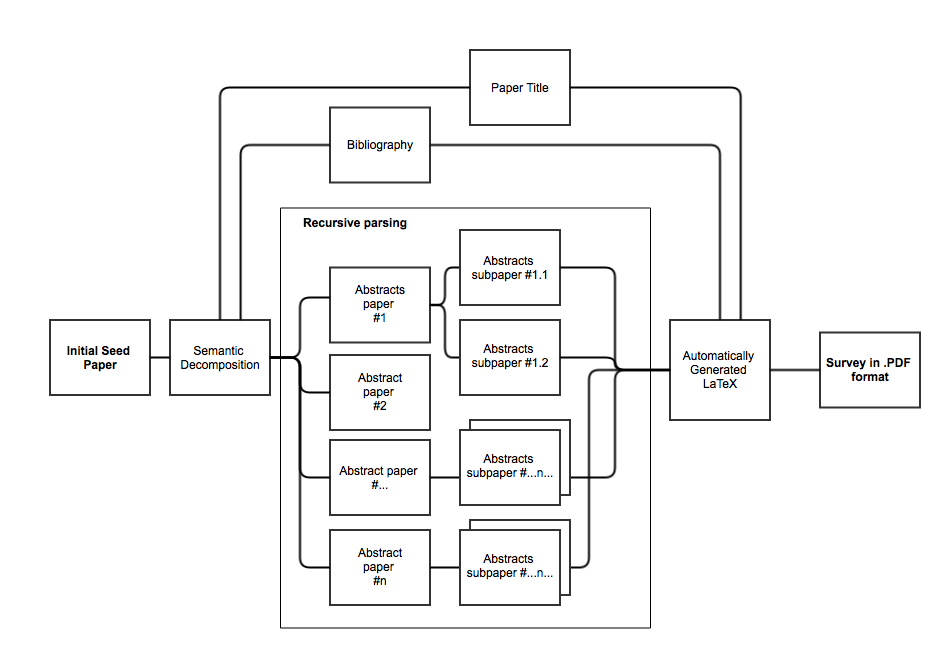 Paper Title
Bibliography
Recursive parsing
Initial Seed
Paper
Semantic
Decomposition
Abstracts
paper
#1
Abstract
paper
#2
Abstract paper
#...
Abstract
paper
#n
Abstracts
subpaper #1.1
Abstracts
subpaper #1.2
Abstracts
subpaper #...n...
Abstracts
subpaper #...n...
Automatically
Generated
LaTeX
Survey in .PDF
format